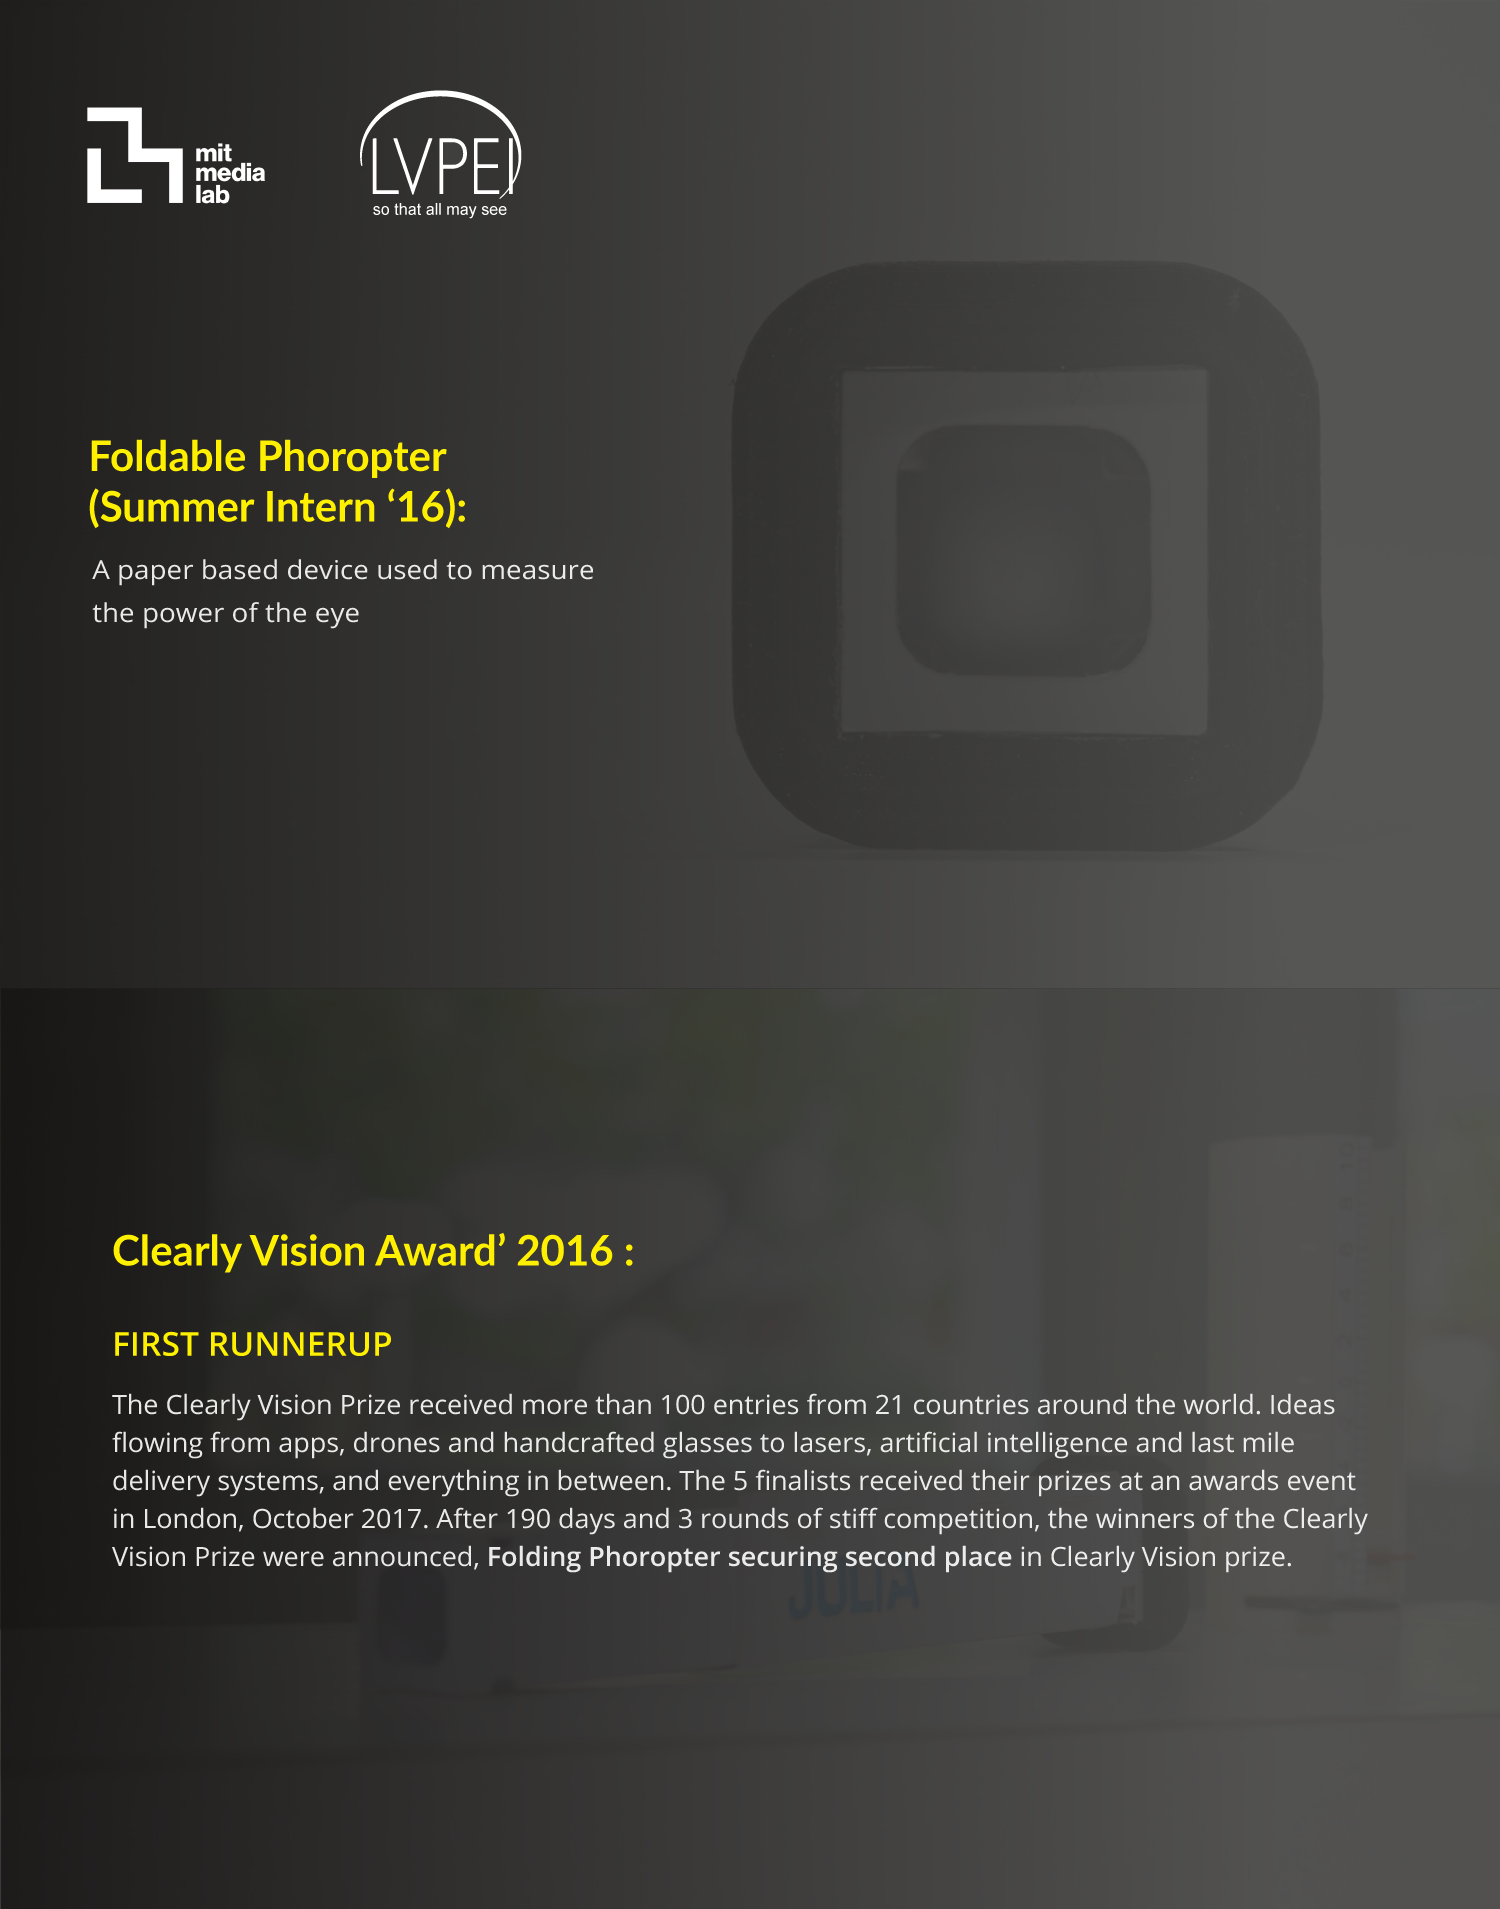 mit
media
lab
LVPEI
so that all may see
Foldable Phoropter
(Summer Intern ‘16):
A paper based device used to measure
the power of the eye
Clearly Vision Award’ 2016 :
FIRST RUNNERUP
The Clearly Vision Prize received more than 100 entries from 21 countries around the world. Ideas
flowing from apps, drones and handcrafted glasses to lasers, artificial intelligence and last mile
delivery systems, and everything in between. The 5 finalists received their prizes at an awards event
in London, October 2017. After 190 days and 3 rounds of stiff competition, the winners of the Clearly
Vision Prize were announced, Folding Phoropter securing second place in Clearly Vision prize.
JULIA